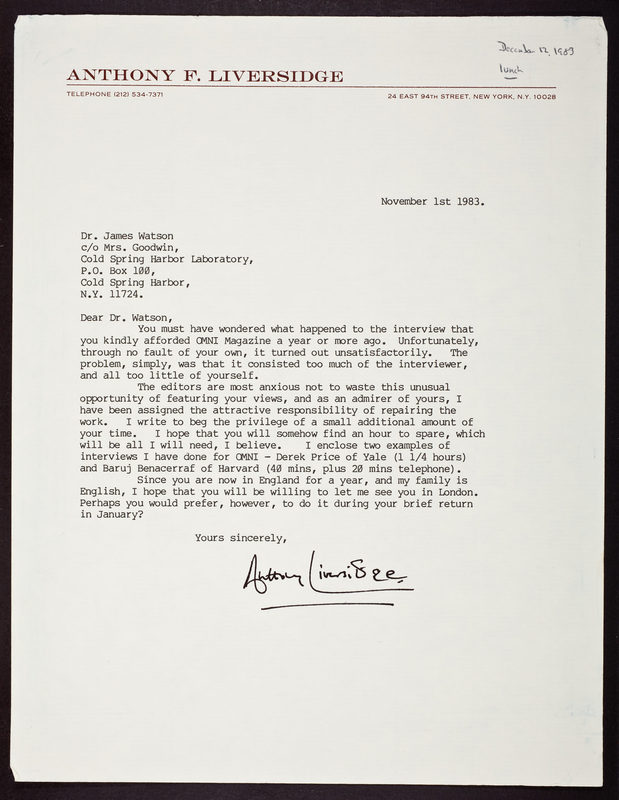 December 12, 1983
lunch
ANTHONY F. LIVERSIDGE
TELEPHONE (212) 534-7371
24 EAST 94TH STREET, NEW YORK, N.Y. 10028
November 1st 1983.
Dr. James Watson
c/o Mrs. Goodwin,
Cold Spring Harbor Laboratory,
P.O. Box 100,
Cold Spring Harbor,
N.Y. 11724.
Dear Dr. Watson,
You must have wondered what happened to the interview that
you kindly afforded OMNI Magazine a year or more ago. Unfortunately,
through no fault of your own, it turned out unsatisfactorily. The
problem, simply, was that it consisted too much of the interviewer,
and all too little of yourself.
The editors are most anxious not to waste this unusual
opportunity of featuring your views, and as an admirer of yours, I
have been assigned the attractive responsibility of repairing the
work. I write to beg the privilege of a small additional amount of
your time. I hope that you will somehow find an hour to spare, which
will be all I will need, I believe. I enclose two examples of
interviews I have done for OMNI - Derek Price of Yale (1 1/4 hours)
and Baruj Benacerraf of Harvard (40 mins, plus 20 mins telephone).
Since you are now in England for a year, and my family is
English, I hope that you will be willing to let me see you in London.
Perhaps you would prefer, however, to do it during your brief return
in January?
Yours sincerely,
Anthony Liversidge